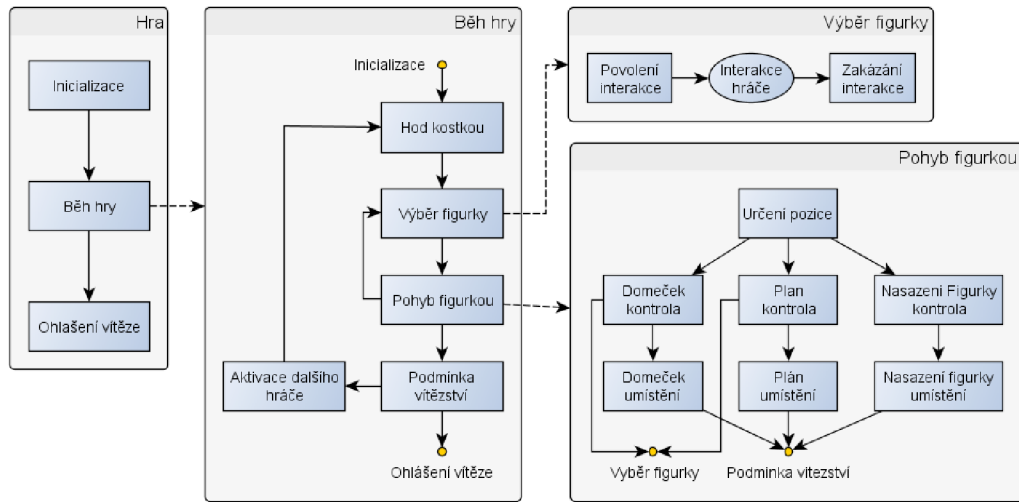 Hra
Inicializace
Běh hry
Ohlašení vítěze
Běh hry
Inicializace
Hod kostkou
Výběr figurky
Pohyb figurkou
Aktivace dalšího
hráče
Podmínka
vítězství
Ohlášení vítěze
Výběr figurky
Povolení
interakce
Interakce
hráče
Zakázání
interakce
Pohyb figurkou
Určení pozice
Domeček
kontrola
Plan
kontrola
Nasazeni Figurky
kontrola
Domeček
umístění
Plán
umístění
Nasazení figurky
umístění
Vyběr figurky
Podmínka vitezství